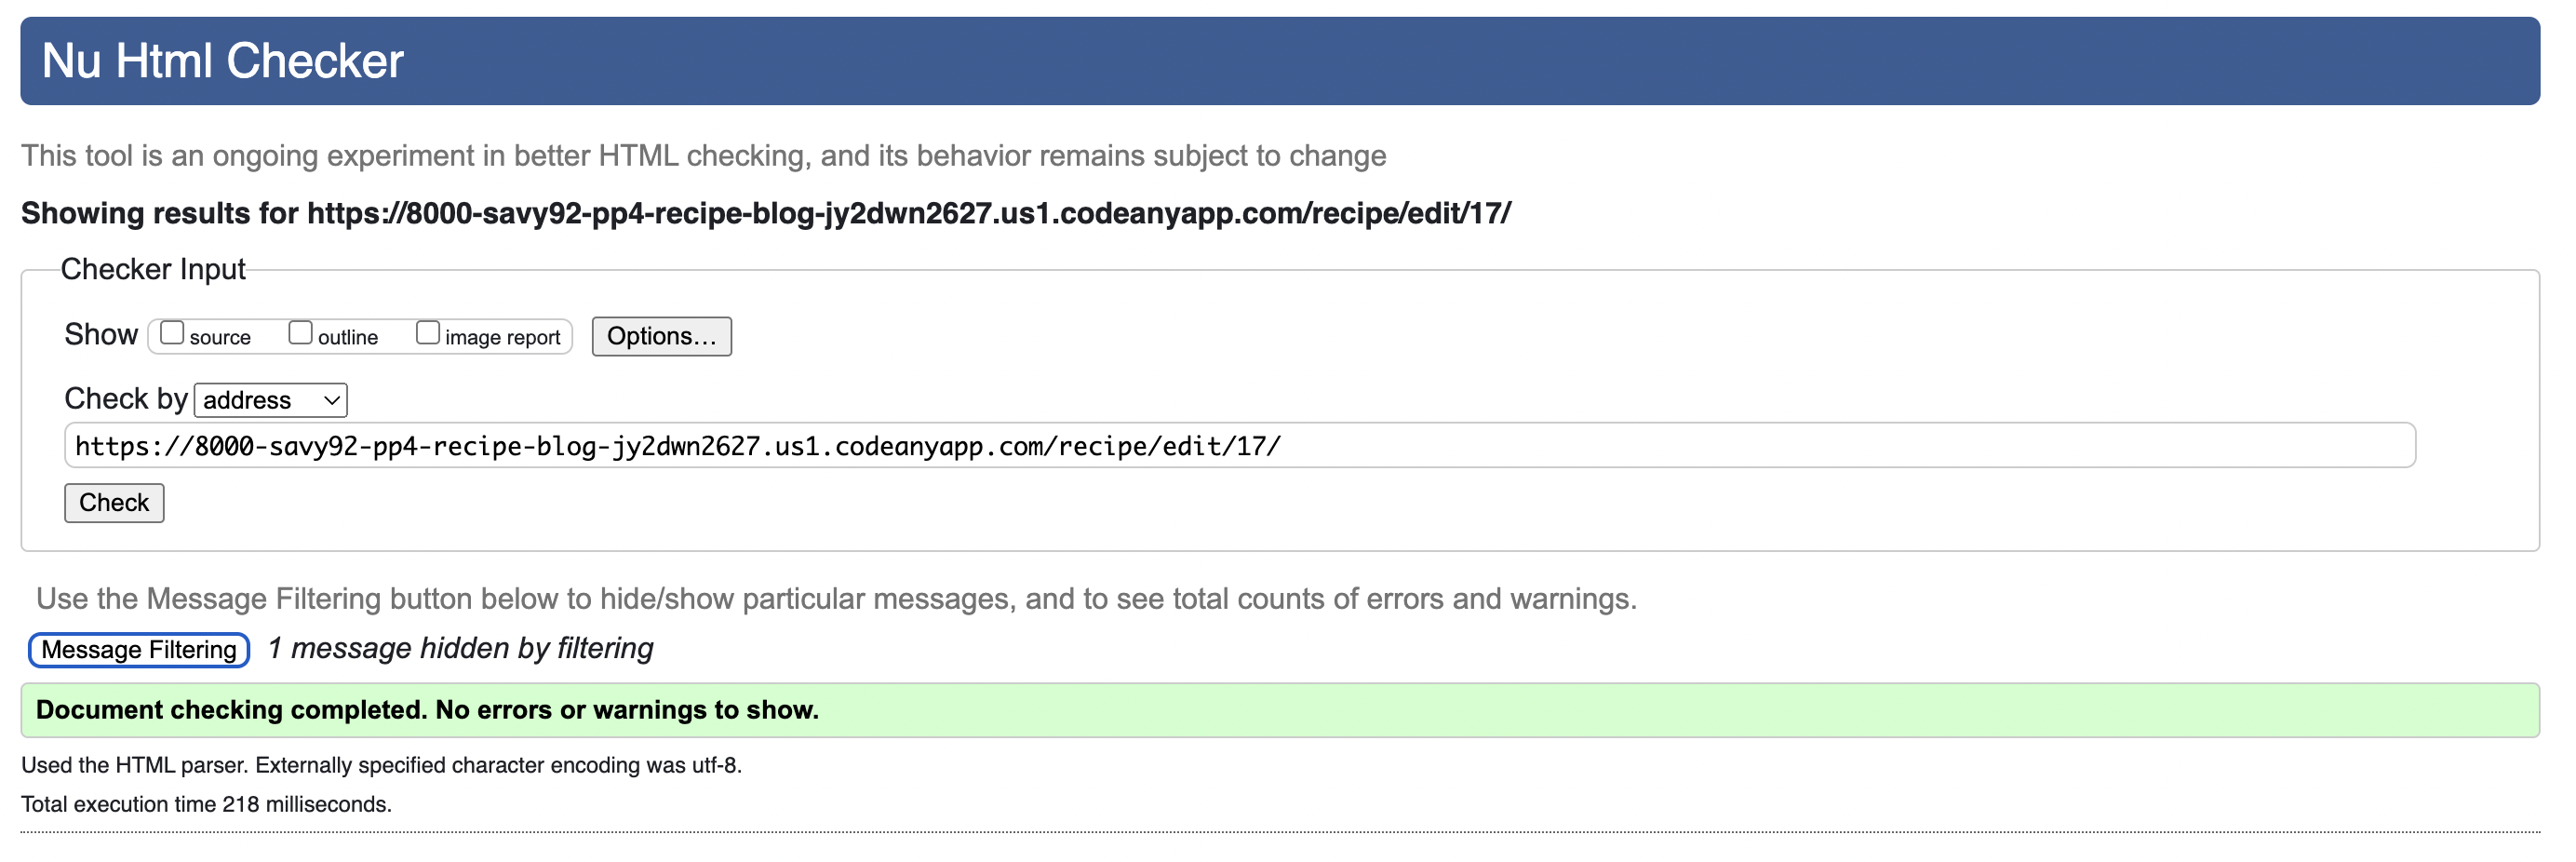 Nu Html Checker
This tool is an ongoing experiment in better HTML checking, and its behavior remains subject to change
Showing results for https://8000-savy92-pp4-recipe-blog-jy2dwn2627.us1.codeanyapp.com/recipe/edit/17/
Checker Input
Show source outline image report Options...
Check by address
https://8000-savy92-pp4-recipe-blog-jy2dwn2627.us1.codeanyapp.com/recipe/edit/17/
Check
Use the Message Filtering button below to hide/show particular messages, and to see total counts of errors and warnings.
Message Filtering 1 message hidden by filtering
Document checking completed. No errors or warnings to show.
Used the HTML parser. Externally specified character encoding was utf-8.
Total execution time 218 milliseconds.